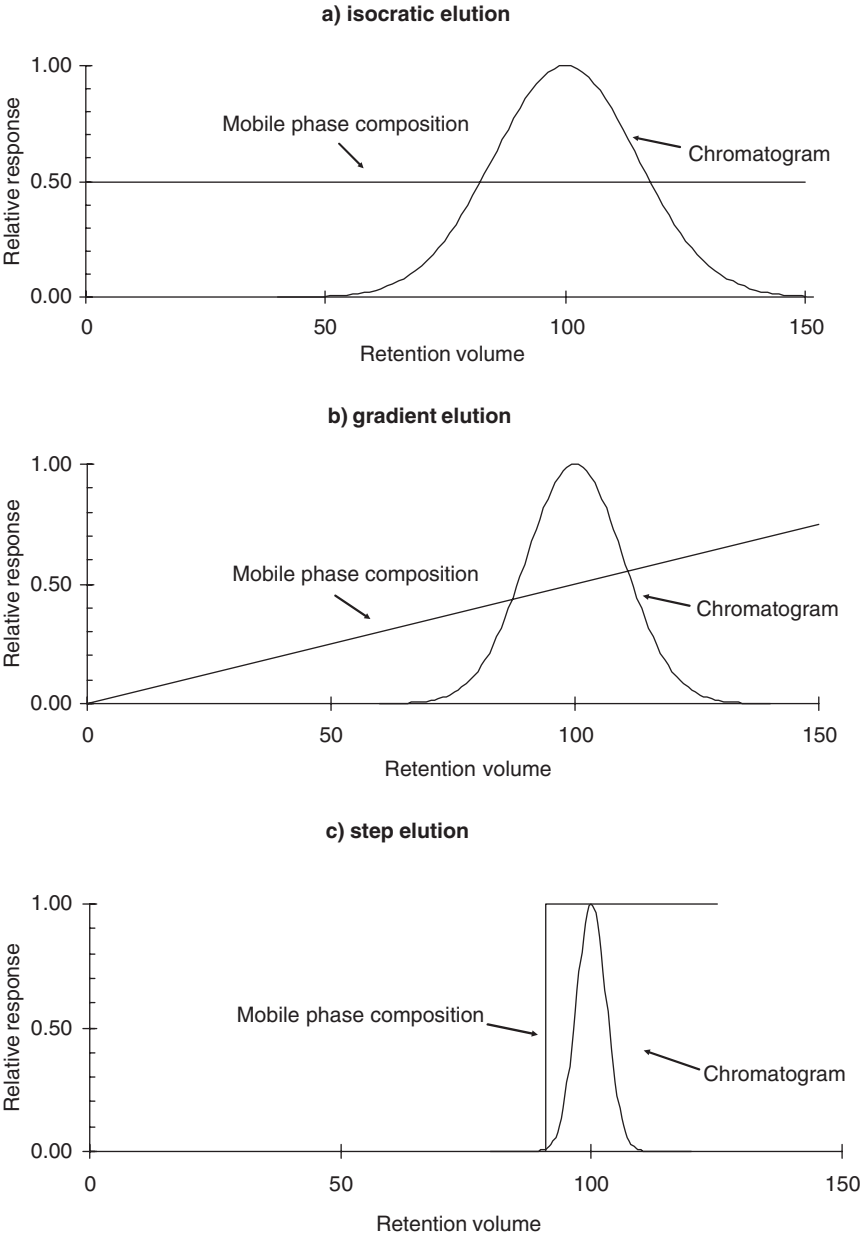 a) isocratic elution
1.00
Mobile phase composition
Chromatogram
0.50
Relative response
0.00
0 50 100 150
Retention volume
b) gradient elution
1.00
Mobile phase composition
0.50
Chromatogram
Relative response
0.00
0 50 100 150
Retention volume
c) step elution
1.00
Mobile phase composition
0.50
Chromatogram
Relative response
0.00
0 50 100 150
Retention volume